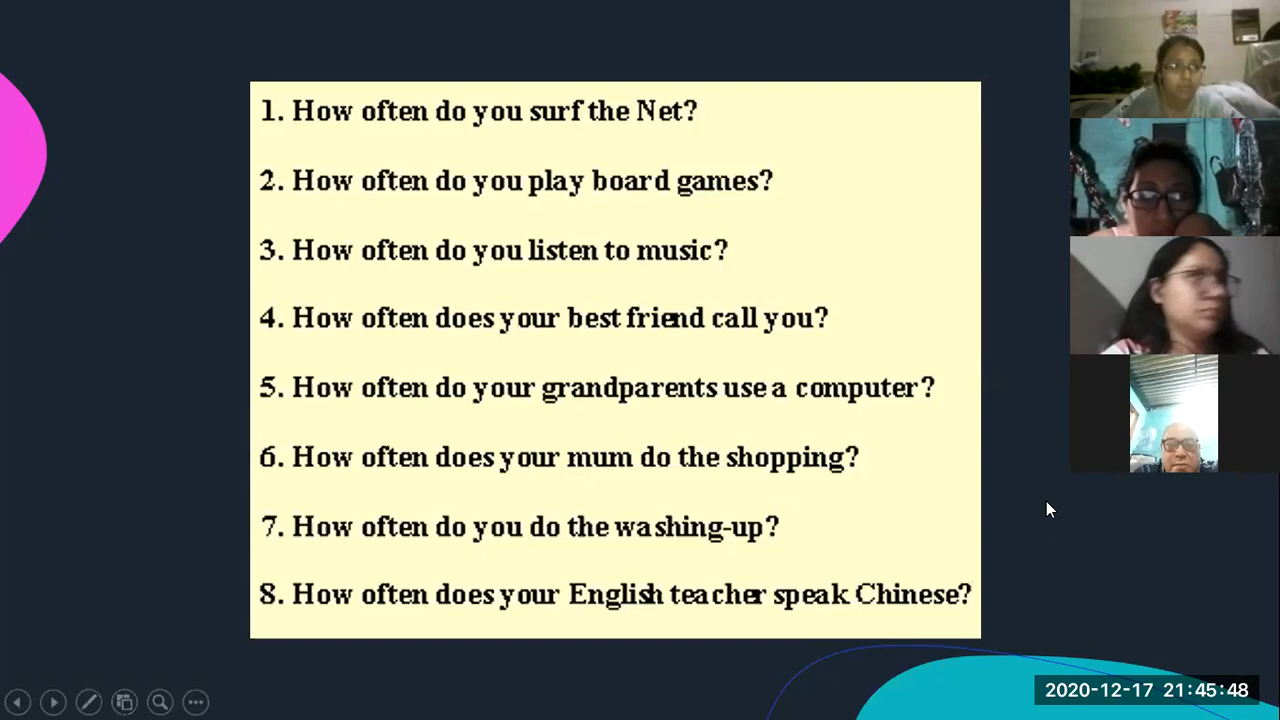 1. How often do you surf the Net?
2. How often do you play board games?
3. How often do you listen to music?
4. How often does your best friend call you?
5. How often do your grandparents use a computer?
6. How often does your mum do the shopping?
7. How often do you do the washing-up?
8. How often does your English teacher speak Chinese?
2020-12-17 21:45:48